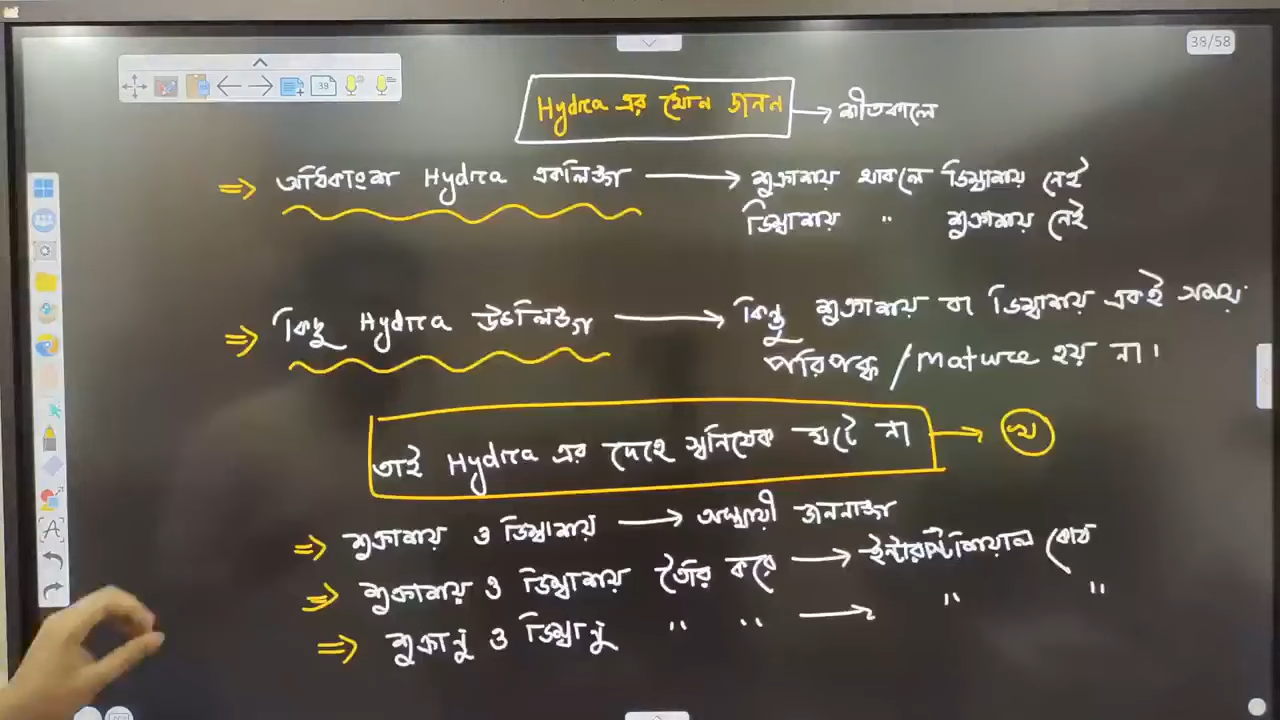 38/58
39
Hydra এর যৌন জনন → শীতকালে
⇒ অধিকাংশ Hydra একলিঙ্গ → শুক্রাশয় থাকলে ডিম্বাশয় নেই
ডিম্বাশয় " শুক্রাশয় নেই
⇒ কিছু Hydra উভলিঙ্গ → কিন্তু শুক্রাশয় বা ডিম্বাশয় একই সময়
পরিপক্ক / Mature হয় না।
তাই Hydra এর দেহে স্বনিষেক ঘটে না →
⇒ শুক্রাশয় ও ডিম্বাশয় → অস্থায়ী জননাঙ্গ
⇒ শুক্রাশয় ও ডিম্বাশয় তৈরি করে → ইন্টারস্টিশিয়াল কোষ
⇒ শুক্রানু ও ডিম্বানু " " → " "